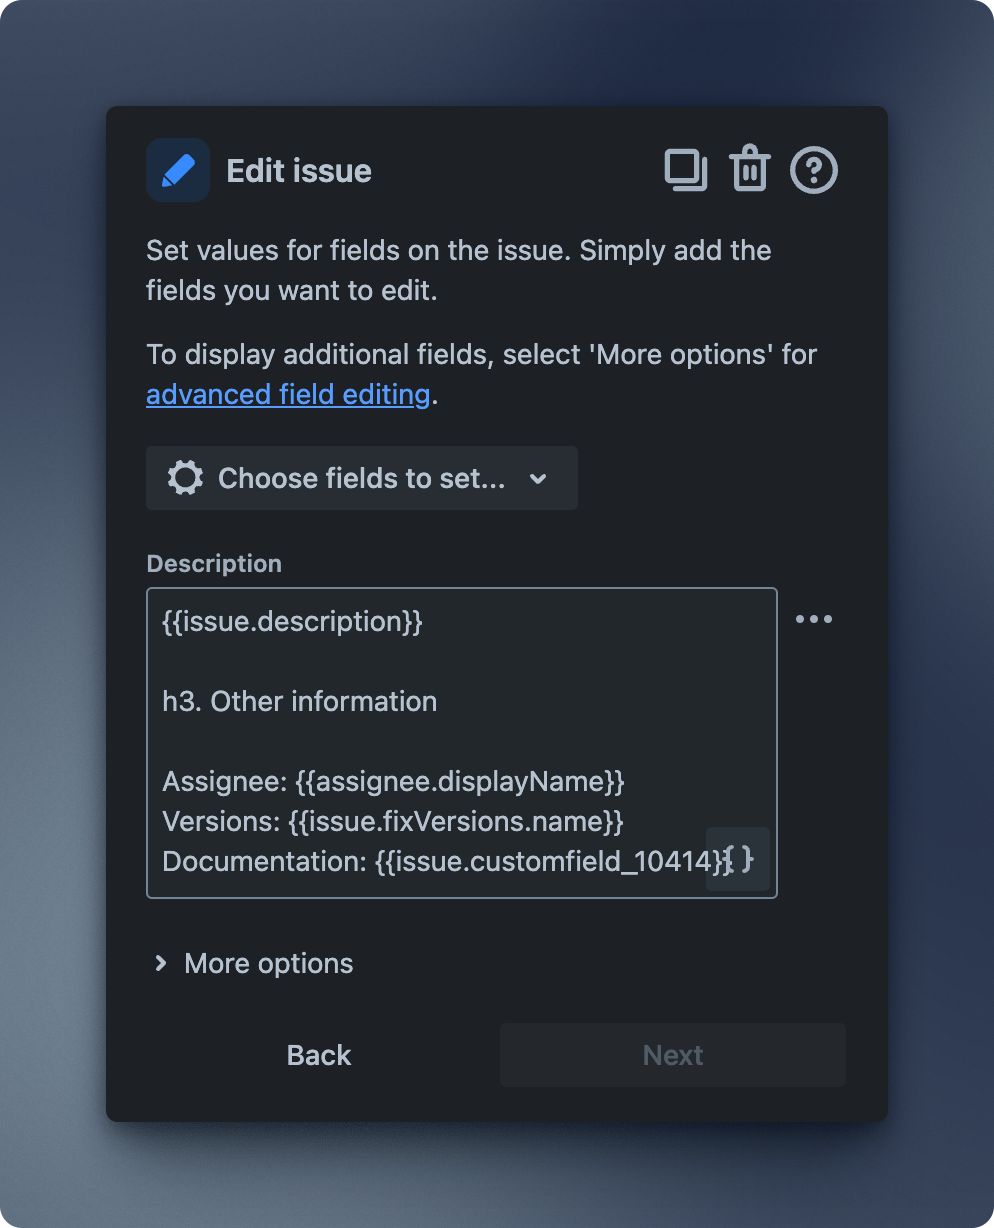 Edit issue
Set values for fields on the issue. Simply add the
fields you want to edit.
To display additional fields, select 'More options' for
advanced field editing.
Choose fields to set...
Description
{{issue.description}}
h3. Other information
Assignee: {{assignee.displayName}}
Versions: {{issue.fixVersions.name}}
Documentation: {{issue.customfield_10414}}
{}
More options
Back
Next